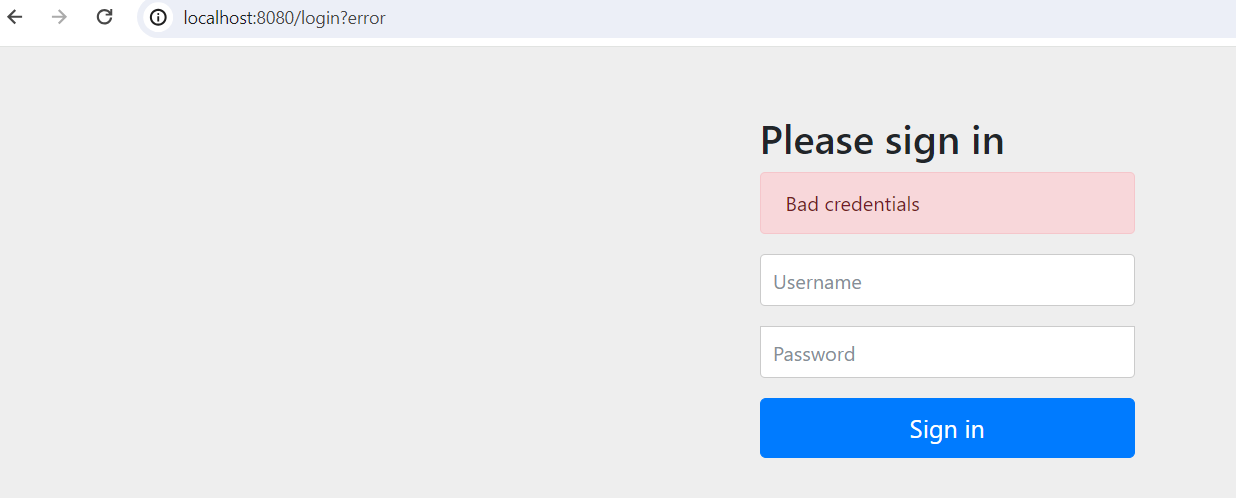 localhost:8080/login?error
Please sign in
Bad credentials
Username
Password
Sign in